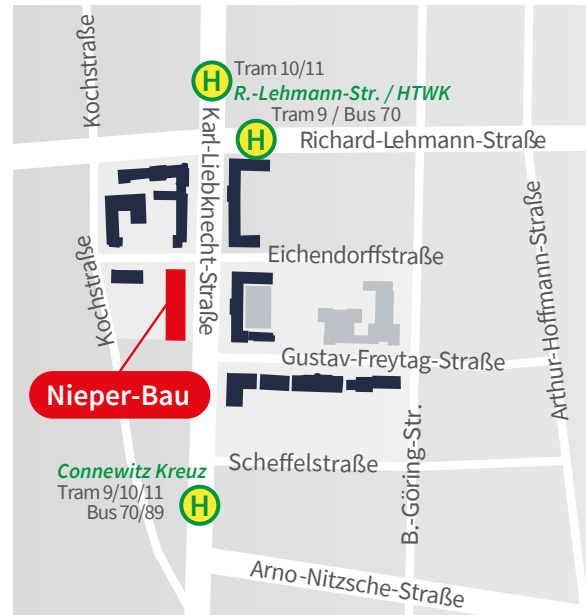 Kochstraße
H
Tram 10/11
R.-Lehmann-Str. / HTWK
Tram 9 / Bus 70
H
Richard-Lehmann-Straße
Karl-Liebknecht-Straße
Eichendorffstraße
Kochstraße
Arthur-Hoffmann-Straße
Gustav-Freytag-Straße
Nieper-Bau
B.-Göring-Str.
Scheffelstraße
Connewitz Kreuz
Tram 9/10/11
Bus 70/89
H
Arno-Nitzsche-Straße